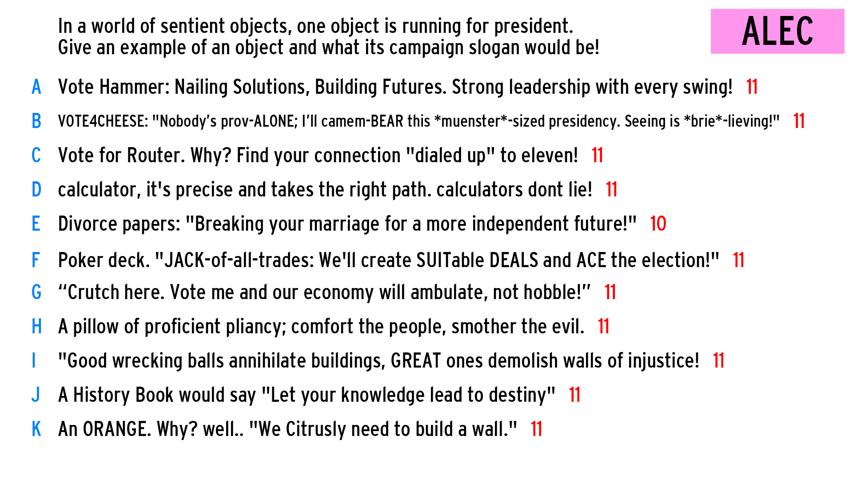 In a world of sentient objects, one object is running for president.
Give an example of an object and what its campaign slogan would be!
ALEC
A Vote Hammer: Nailing Solutions, Building Futures. Strong leadership with every swing! 11
B VOTE4CHEESE: "Nobody's prov-ALONE; I'll camem-BEAR this *muenster*-sized presidency. Seeing is *brie*-lieving!" 11
C Vote for Router. Why? Find your connection "dialed up" to eleven! 11
D calculator, it's precise and takes the right path. calculators dont lie! 11
E Divorce papers: "Breaking your marriage for a more independent future!" 10
F Poker deck. "JACK-of-all-trades: We'll create SUITable DEALS and ACE the election!" 11
G “Crutch here. Vote me and our economy will ambulate, not hobble!” 11
H A pillow of proficient pliancy; comfort the people, smother the evil. 11
I "Good wrecking balls annihilate buildings, GREAT ones demolish walls of injustice! 11
J A History Book would say "Let your knowledge lead to destiny" 11
K An ORANGE. Why? well.. "We Citrusly need to build a wall." 11